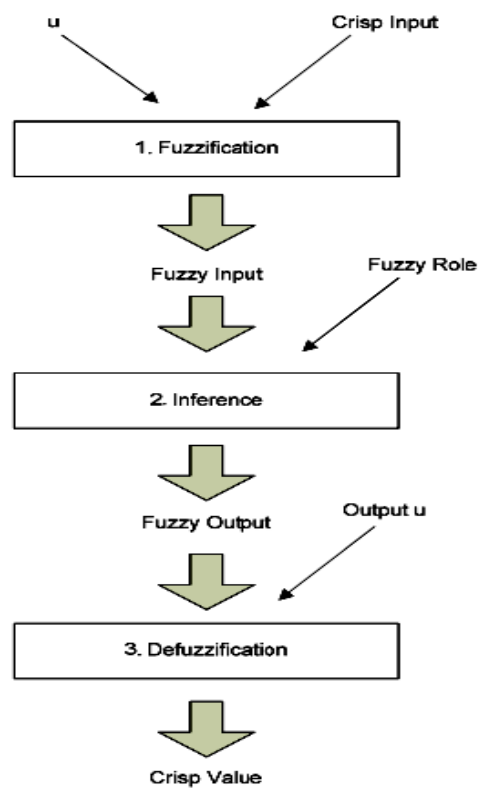 u
Crisp Input
1. Fuzzification
Fuzzy Input
Fuzzy Role
2. Inference
Fuzzy Output
Output u
3. Defuzzification
Crisp Value